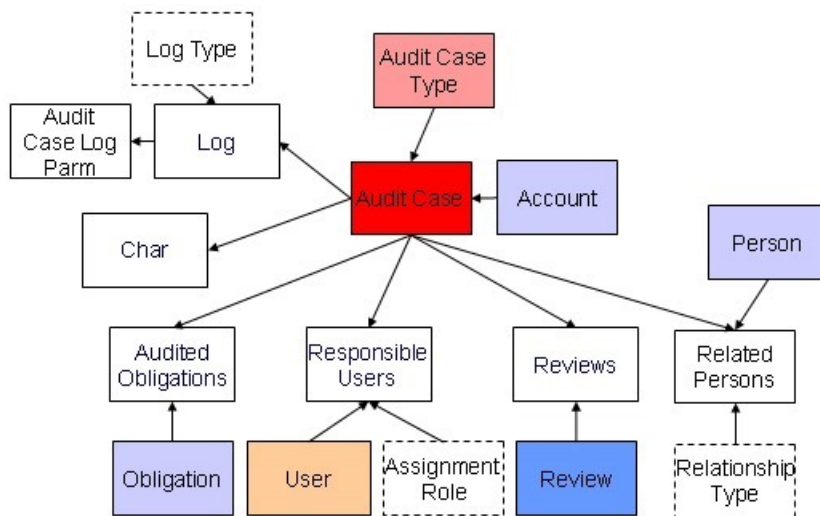 Log Type
Audit Case
Type
Audit
Case Log
Parm
Log
Audit Case
Account
Char
Person
Audited
Obligations
Responsible
Users
Reviews
Related
Persons
Obligation
User
Assignment
Role
Review
Relationship
Type